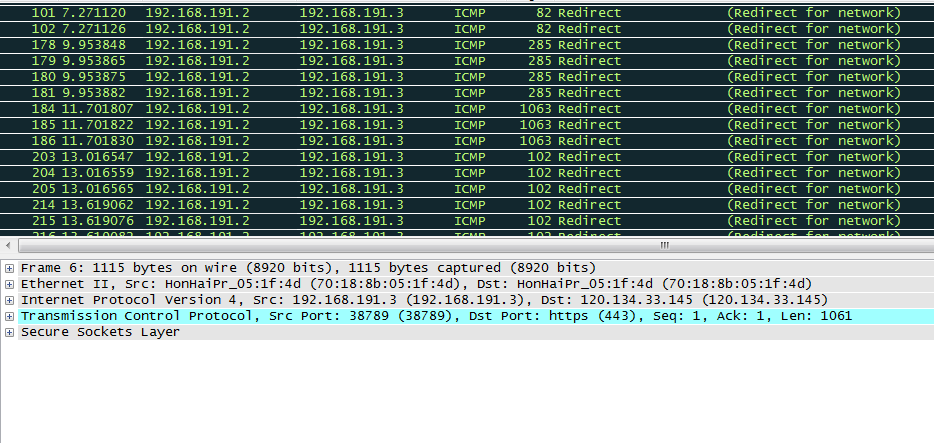 101 7.271120 192.168.191.2 192.168.191.3 ICMP 82 Redirect (Redirect for network)
102 7.271126 192.168.191.2 192.168.191.3 ICMP 82 Redirect (Redirect for network)
178 9.953848 192.168.191.2 192.168.191.3 ICMP 285 Redirect (Redirect for network)
179 9.953865 192.168.191.2 192.168.191.3 ICMP 285 Redirect (Redirect for network)
180 9.953875 192.168.191.2 192.168.191.3 ICMP 285 Redirect (Redirect for network)
181 9.953882 192.168.191.2 192.168.191.3 ICMP 285 Redirect (Redirect for network)
184 11.701807 192.168.191.2 192.168.191.3 ICMP 1063 Redirect (Redirect for network)
185 11.701822 192.168.191.2 192.168.191.3 ICMP 1063 Redirect (Redirect for network)
186 11.701830 192.168.191.2 192.168.191.3 ICMP 1063 Redirect (Redirect for network)
203 13.016547 192.168.191.2 192.168.191.3 ICMP 102 Redirect (Redirect for network)
204 13.016559 192.168.191.2 192.168.191.3 ICMP 102 Redirect (Redirect for network)
205 13.016565 192.168.191.2 192.168.191.3 ICMP 102 Redirect (Redirect for network)
214 13.619062 192.168.191.2 192.168.191.3 ICMP 102 Redirect (Redirect for network)
215 13.619076 192.168.191.2 192.168.191.3 ICMP 102 Redirect (Redirect for network)
Frame 6: 1115 bytes on wire (8920 bits), 1115 bytes captured (8920 bits)
Ethernet II, Src: HonHaiPr_05:1f:4d (70:18:8b:05:1f:4d), Dst: HonHaiPr_05:1f:4d (70:18:8b:05:1f:4d)
Internet Protocol Version 4, Src: 192.168.191.3 (192.168.191.3), Dst: 120.134.33.145 (120.134.33.145)
Transmission Control Protocol, Src Port: 38789 (38789), Dst Port: https (443), Seq: 1, Ack: 1, Len: 1061
Secure Sockets Layer